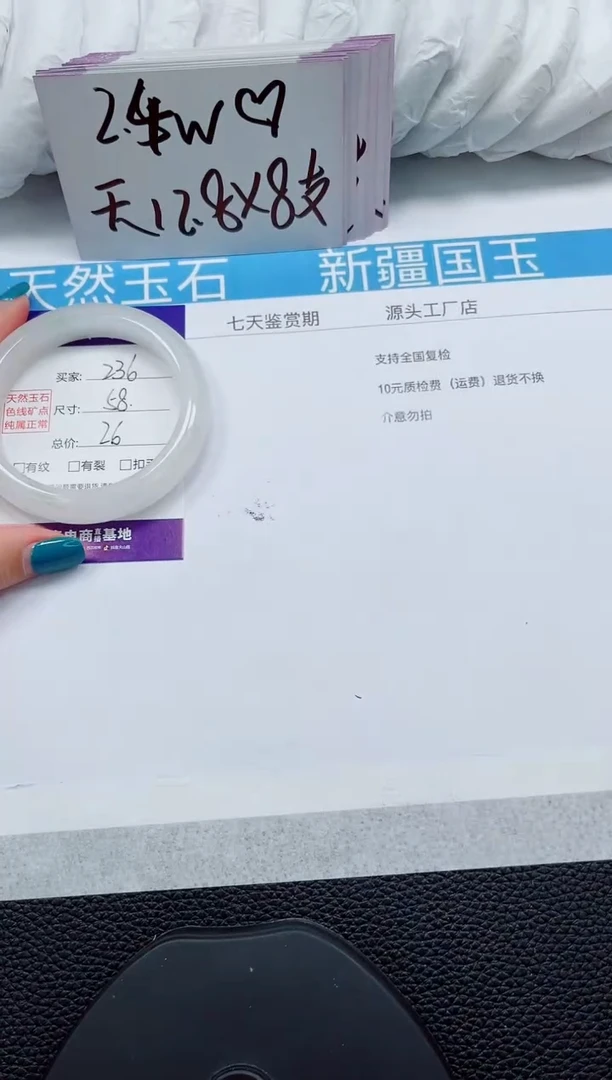 2.4W♡
天12.8X8支
天然玉石 新疆国玉
七天鉴赏期 源头工厂店
支持全国复检
10元质检费（运费）退货不换
介意勿拍
买家: 236
天然玉石
色线矿点
纯属正常
尺寸: 58.
总价: 26
□有纹 □有裂 □扣
电商直播基地